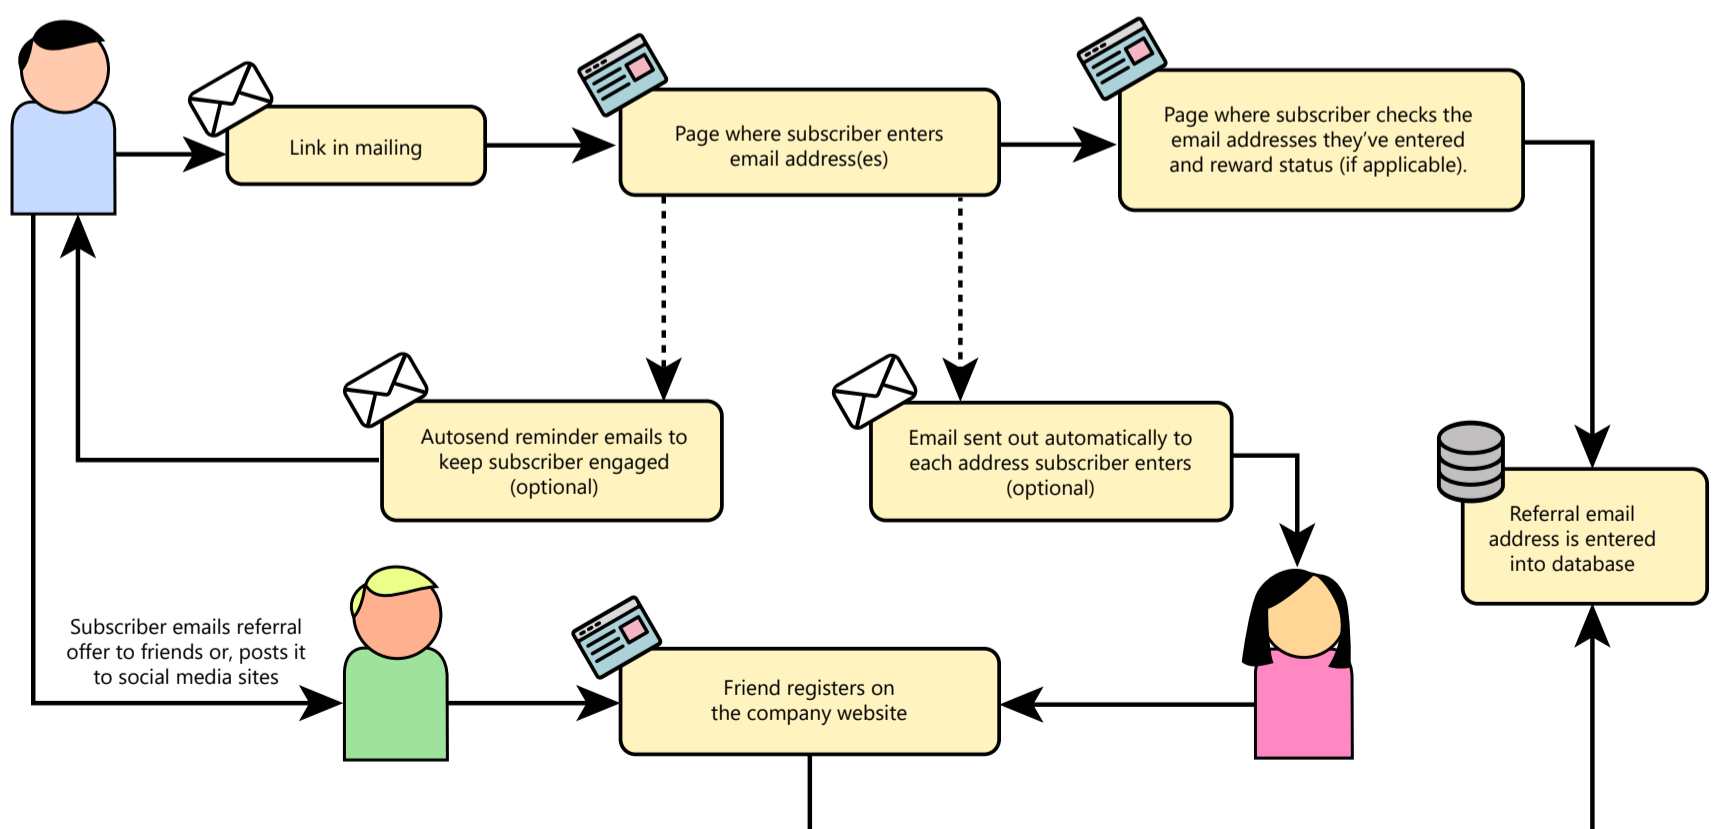 Link in mailing
Page where subscriber enters
email address(es)
Page where subscriber checks the
email addresses they’ve entered
and reward status (if applicable).
Autosend reminder emails to
keep subscriber engaged
(optional)
Email sent out automatically to
each address subscriber enters
(optional)
Referral email
address is entered
into database
Subscriber emails referral
offer to friends or, posts it
to social media sites
Friend registers on
the company website